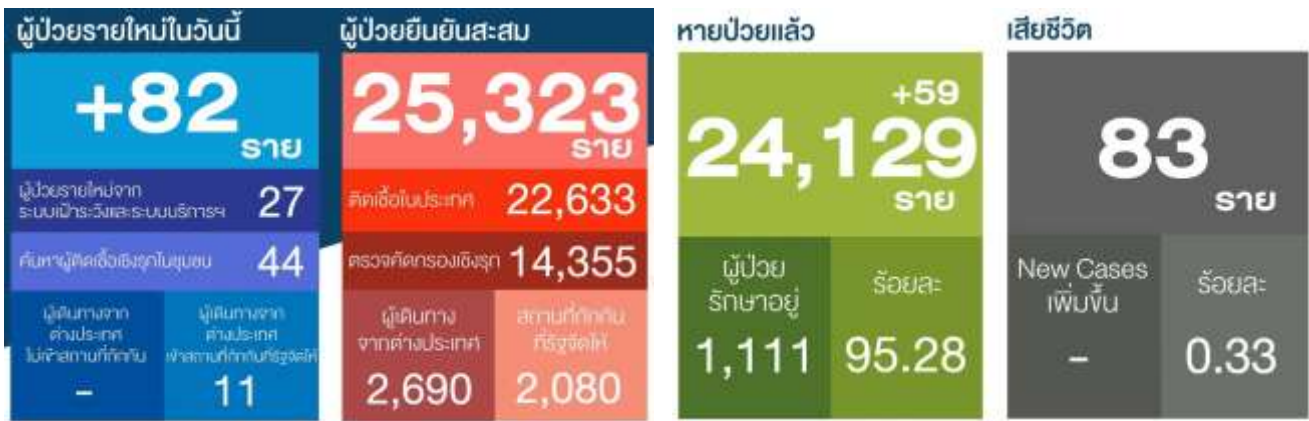 ผู้ป่วยรายใหม่ในวันนี้
+82
ราย
ผู้ป่วยรายใหม่จาก
ระบบเฝ้าระวังและระบบบริการฯ
27
ค้นหาผู้ติดเชื้อเชิงรุกในชุมชน
44
ผู้เดินทางจาก
ต่างประเทศ
ไม่เข้าสถานที่กักกัน
-
ผู้เดินทางจาก
ต่างประเทศ
เข้าสถานที่กักกันที่รัฐจัดให้
11
ผู้ป่วยยืนยันสะสม
25,323
ราย
ติดเชื้อในประเทศ
22,633
ตรวจคัดกรองเชิงรุก
14,355
ผู้เดินทาง
จากต่างประเทศ
2,690
สถานที่กักกัน
ที่รัฐจัดให้
2,080
หายป่วยแล้ว
+59
24,129
ราย
ผู้ป่วย
รักษาอยู่
1,111
ร้อยละ
95.28
เสียชีวิต
83
ราย
New Cases
เพิ่มขึ้น
-
ร้อยละ
0.33